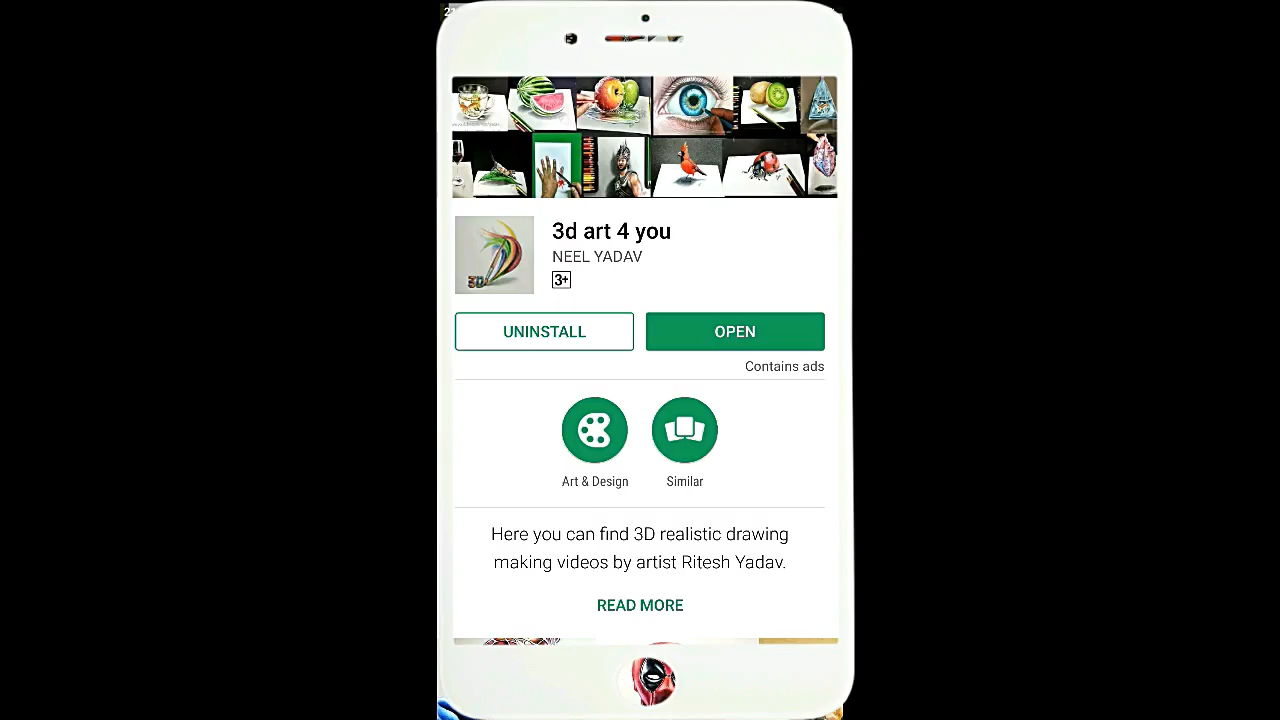 3d art 4 you
NEEL YADAV
3+
UNINSTALL
OPEN
Contains ads
Art & Design
Similar
Here you can find 3D realistic drawing
making videos by artist Ritesh Yadav.
READ MORE
3D